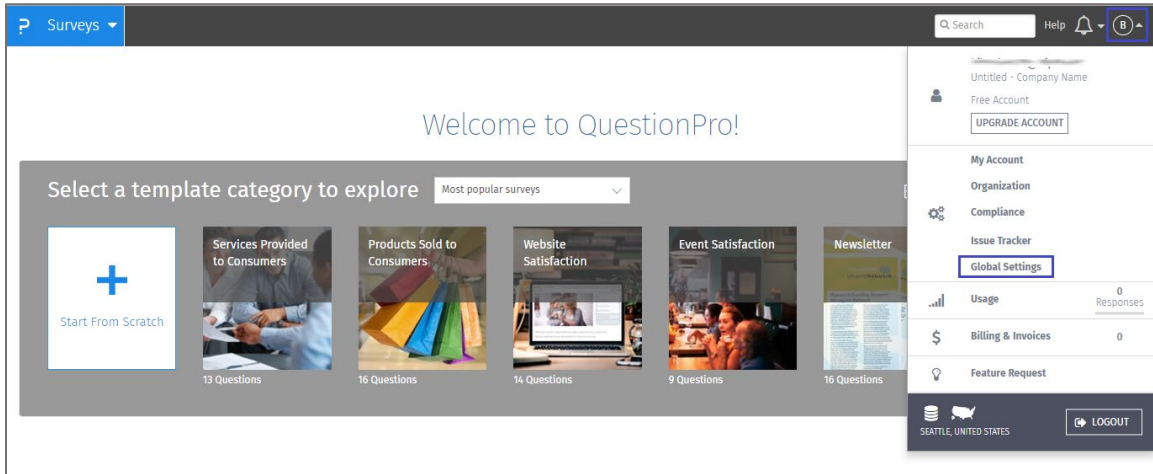 Surveys
Search
Help
B
Untitled - Company Name
Free Account
UPGRADE ACCOUNT
My Account
Organization
Compliance
Issue Tracker
Global Settings
Usage
0
Responses
Billing & Invoices
0
Feature Request
SEATTLE, UNITED STATES
LOGOUT
Welcome to QuestionPro!
Select a template category to explore
Most popular surveys
Start From Scratch
Services Provided
to Consumers
13 Questions
Products Sold to
Consumers
16 Questions
Website
Satisfaction
14 Questions
Event Satisfaction
9 Questions
Newsletter
16 Questions